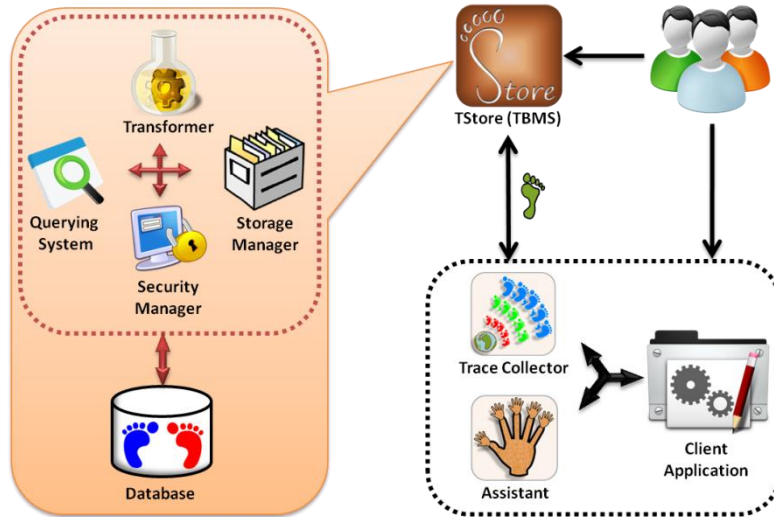 Transformer
Querying
System
Storage
Manager
Security
Manager
Database
Store
TStore (TBMS)
Trace Collector
Assistant
Client
Application